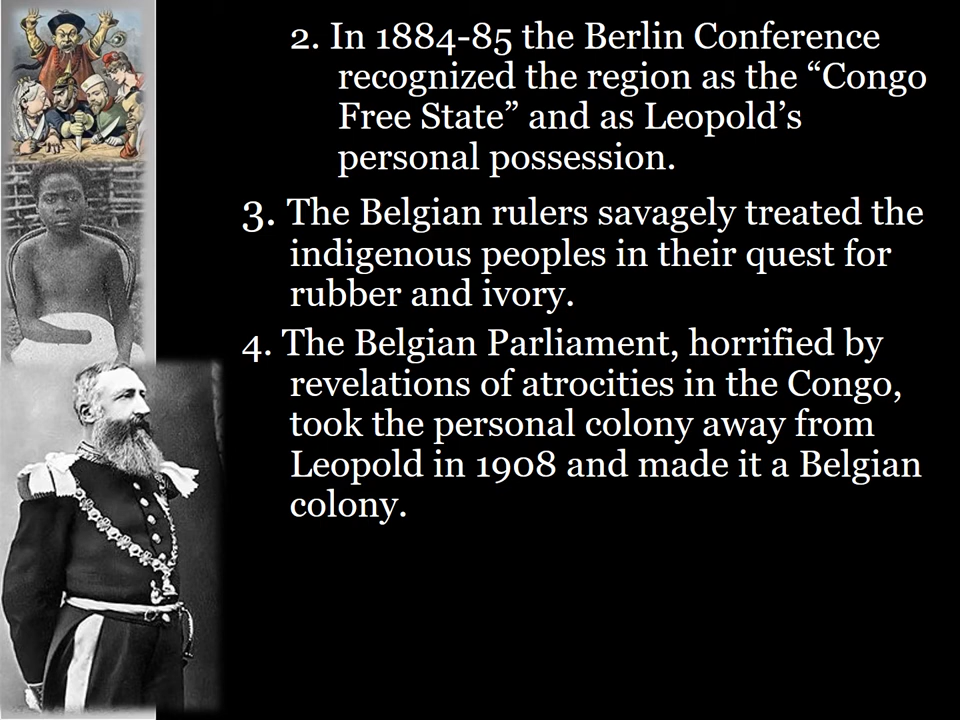 2. In 1884-85 the Berlin Conference
recognized the region as the “Congo
Free State” and as Leopold’s
personal possession.
3. The Belgian rulers savagely treated the
indigenous peoples in their quest for
rubber and ivory.
4. The Belgian Parliament, horrified by
revelations of atrocities in the Congo,
took the personal colony away from
Leopold in 1908 and made it a Belgian
colony.